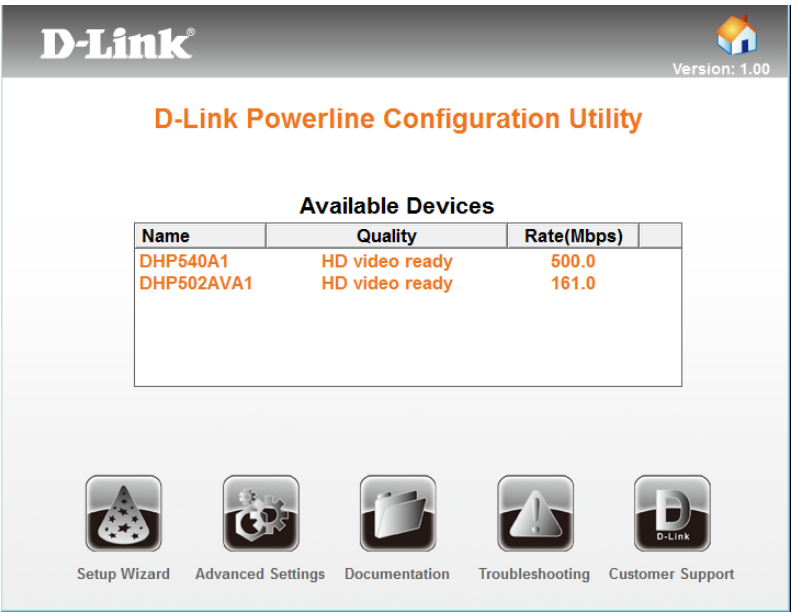 D-Link®
Version: 1.00
D-Link Powerline Configuration Utility
Available Devices
Name Quality Rate(Mbps)
DHP540A1 HD video ready 500.0
DHP502AVA1 HD video ready 161.0
D
D-Link
Setup Wizard Advanced Settings Documentation Troubleshooting Customer Support